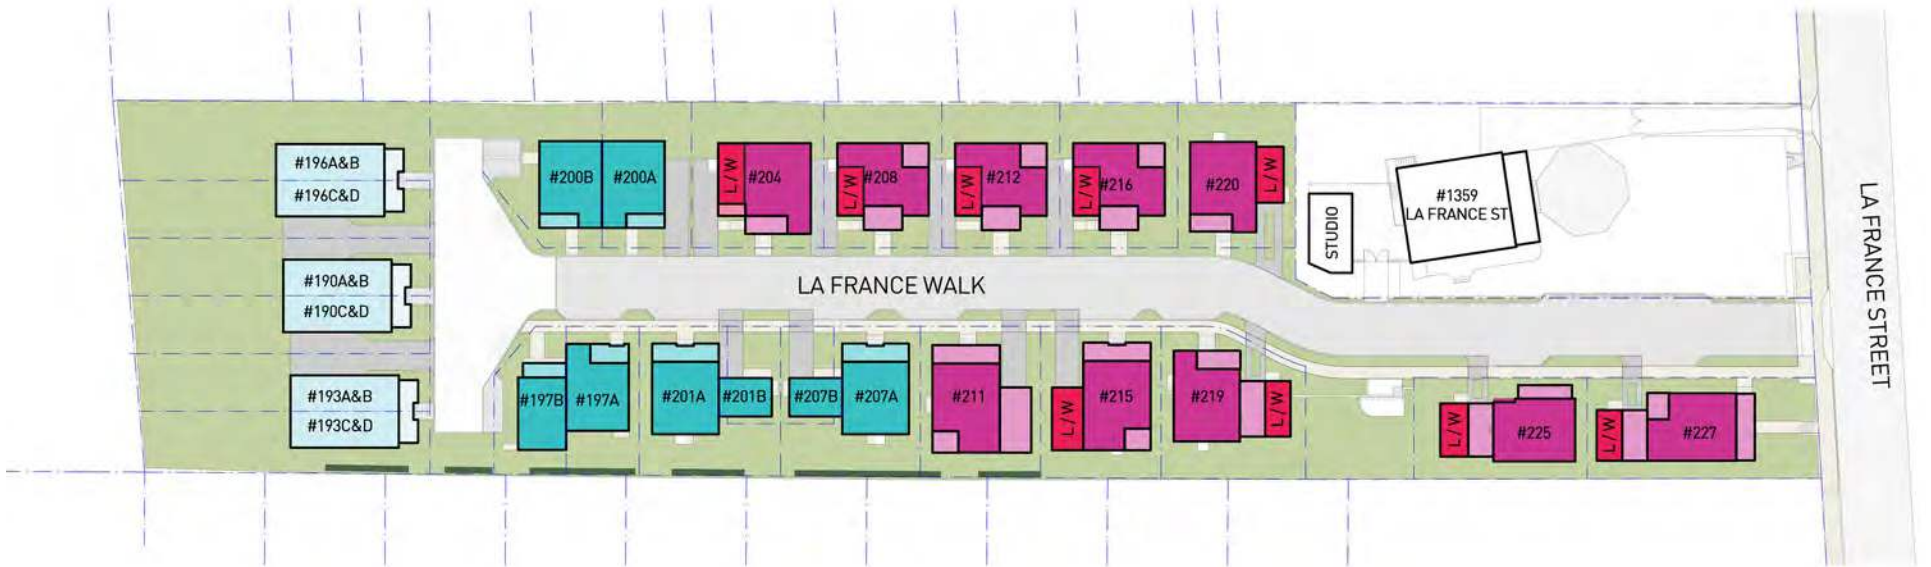 #196A&B
#196C&D
#200B
#200A
L/W
#204
L/W
#208
L/W
#212
L/W
#216
#220
L/W
STUDIO
#1359
LA FRANCE ST
LA FRANCE STREET
#190A&B
#190C&D
LA FRANCE WALK
#193A&B
#193C&D
#197B
#197A
#201A
#201B
#207B
#207A
#211
L/W
#215
#219
L/W
L/W
#225
L/W
#227